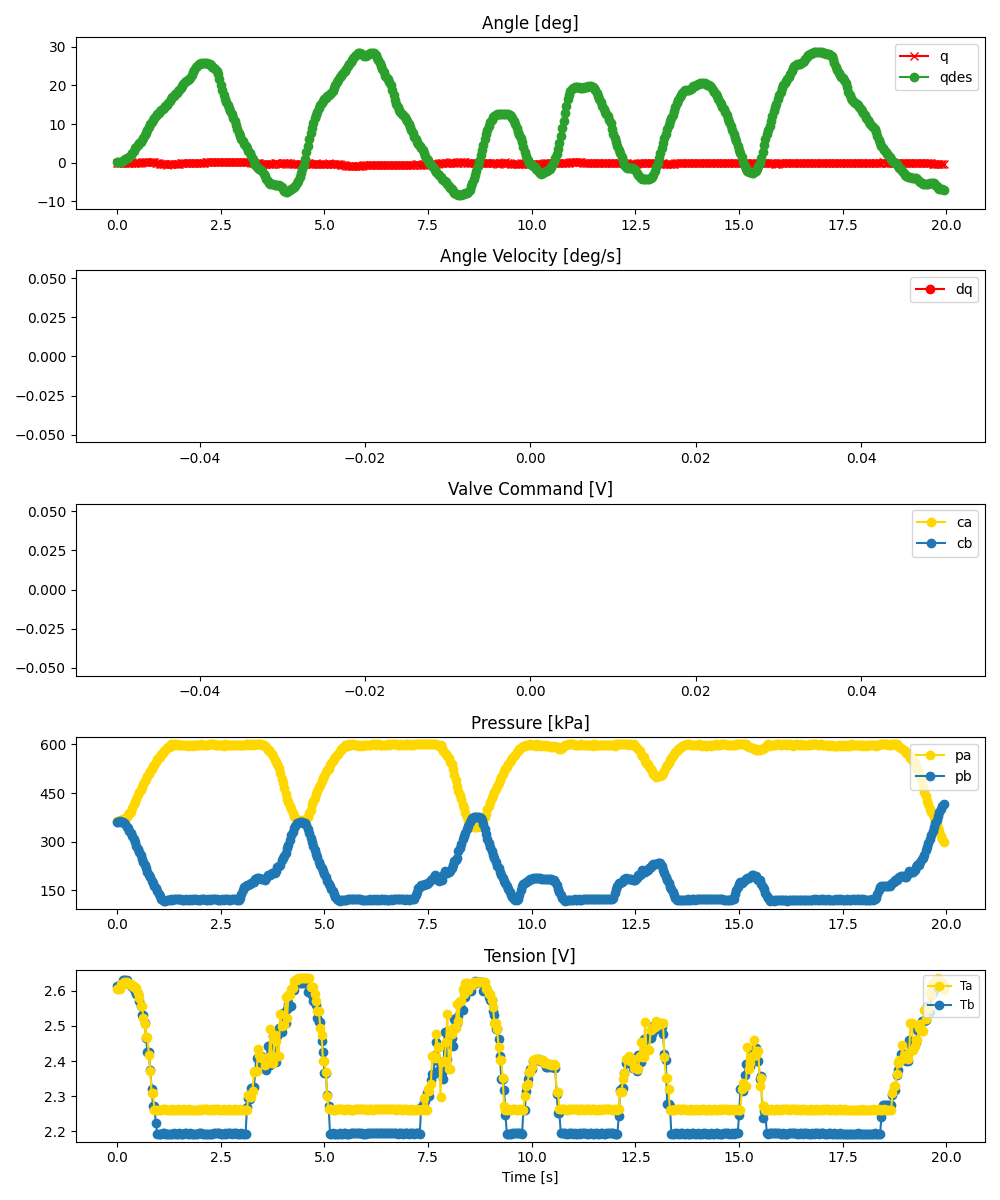 Angle [deg]
30
20
10
0
−10
q
qdes
0.0 2.5 5.0 7.5 10.0 12.5 15.0 17.5 20.0
Angle Velocity [deg/s]
0.050
0.025
0.000
−0.025
−0.050
dq
−0.04 −0.02 0.00 0.02 0.04
Valve Command [V]
0.050
0.025
0.000
−0.025
−0.050
ca
cb
−0.04 −0.02 0.00 0.02 0.04
Pressure [kPa]
600
450
300
150
pa
pb
0.0 2.5 5.0 7.5 10.0 12.5 15.0 17.5 20.0
Tension [V]
2.6
2.5
2.4
2.3
2.2
Ta
Tb
0.0 2.5 5.0 7.5 10.0 12.5 15.0 17.5 20.0
Time [s]